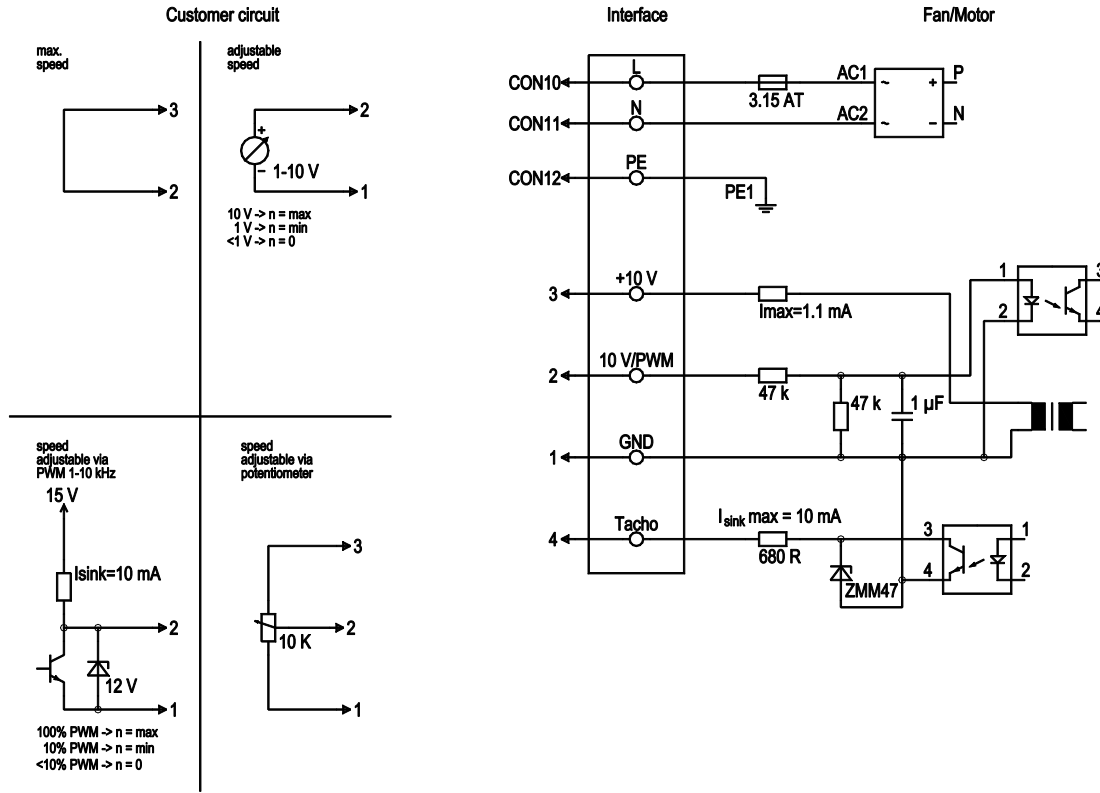 Customer circuit
Interface
Fan/Motor
max.
speed
3
2
adjustable
speed
2
+
−
1-10 V
1
10 V -> n = max
1 V -> n = min
<1 V -> n = 0
speed
adjustable via
PWM 1-10 kHz
15 V
Isink=10 mA
2
12 V
1
100% PWM -> n = max
10% PWM -> n = min
<10% PWM -> n = 0
speed
adjustable via
potentiometer
3
2
10 K
1
CON10
L
3.15 AT
AC1
~
+
P
CON11
N
AC2
~
−
N
CON12
PE
PE1
3
+10 V
Imax=1.1 mA
1
2
3
4
2
10 V/PWM
47 k
47 k
1 µF
1
GND
4
Tacho
Isink max = 10 mA
680 R
ZMM47
3
4
1
2